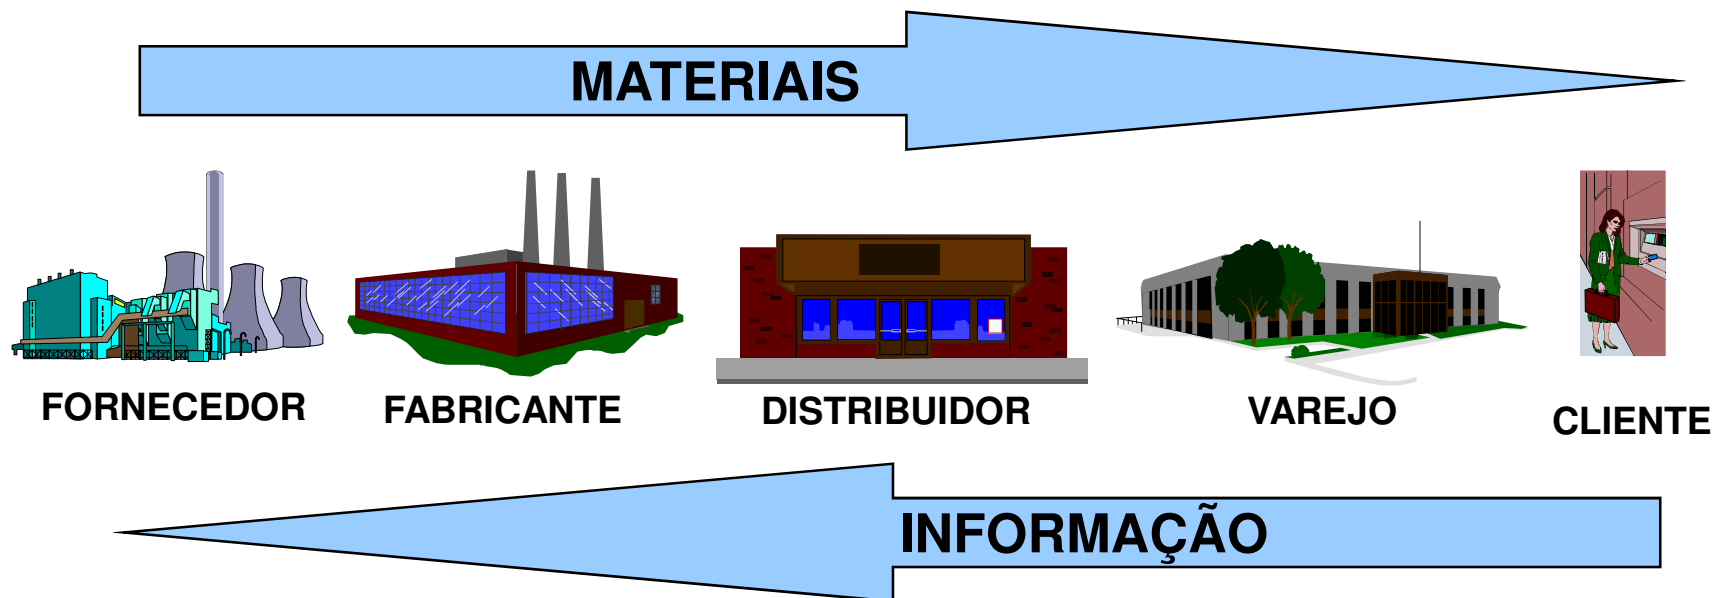 MATERIAIS
FORNECEDOR
FABRICANTE
DISTRIBUIDOR
VAREJO
CLIENTE
INFORMAÇÃO